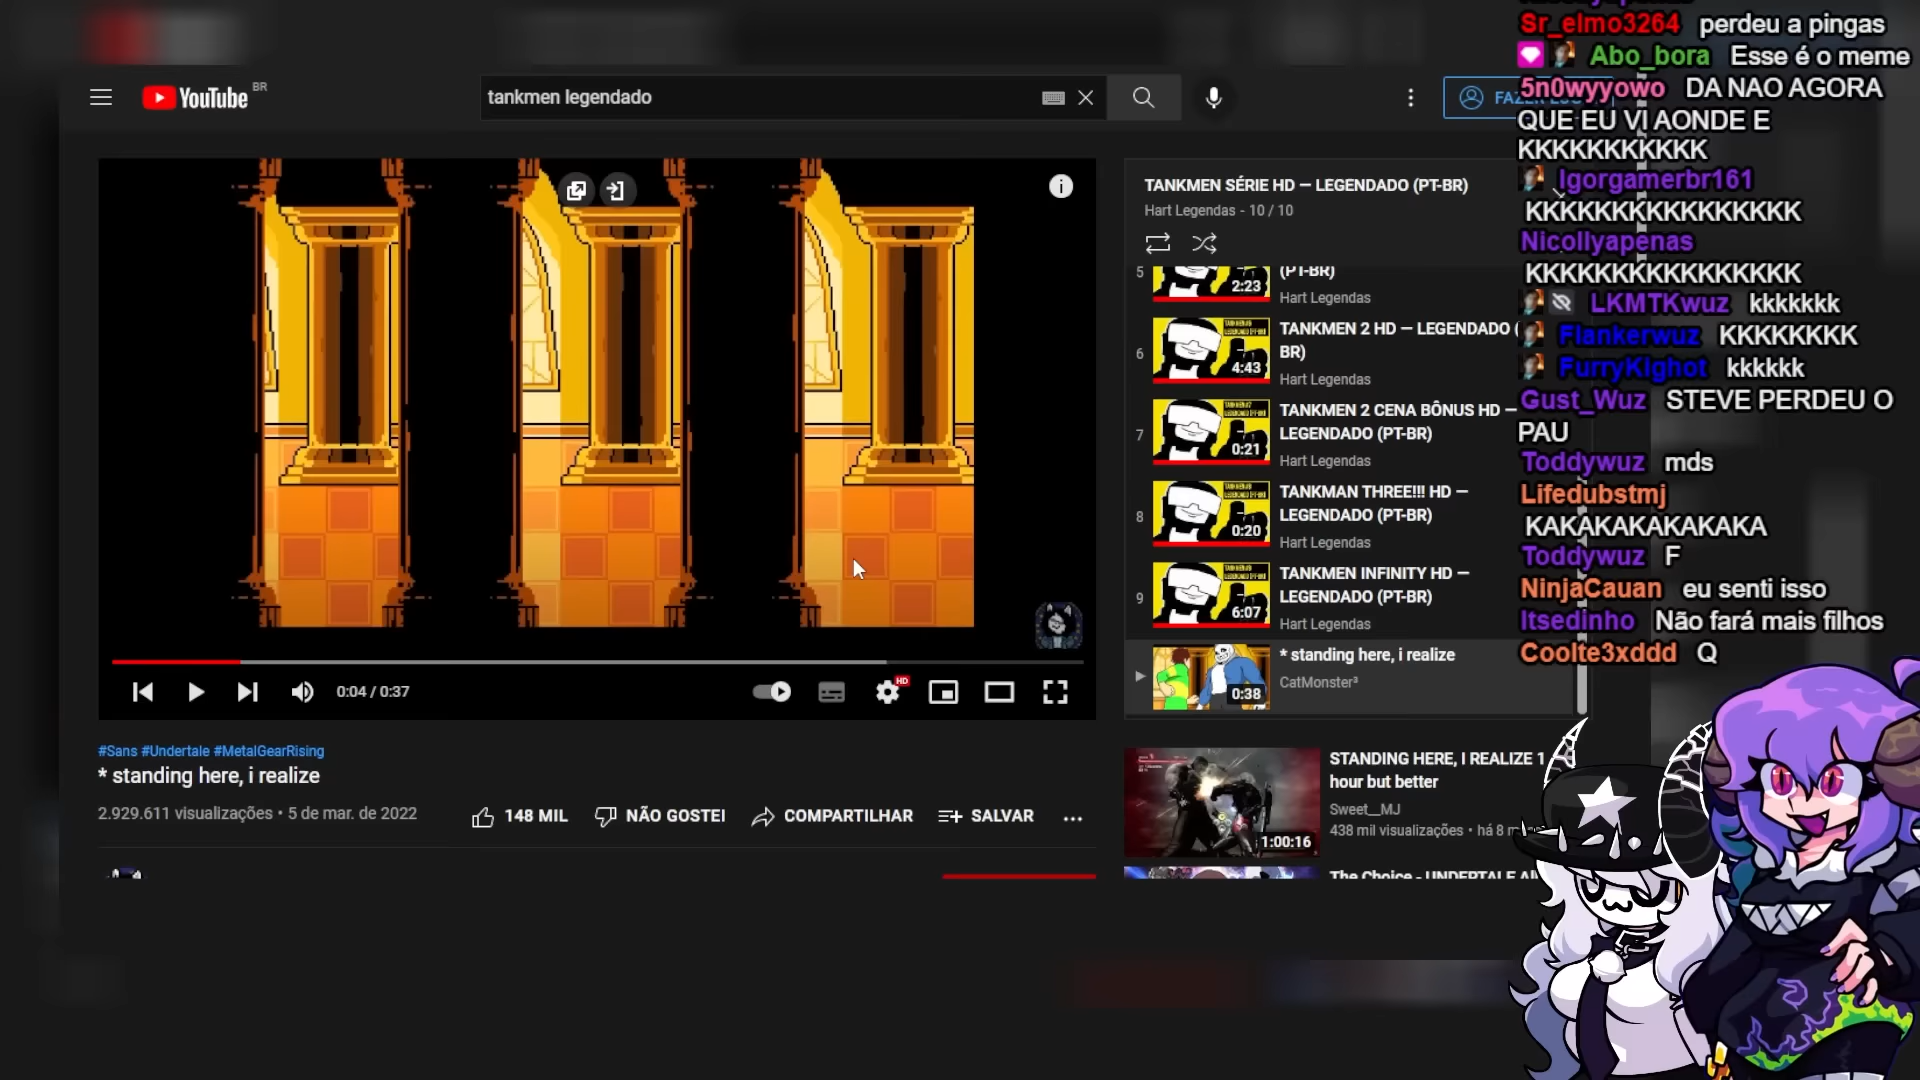 YouTube BR
tankmen legendado
TANKMEN SÉRIE HD — LEGENDADO (PT-BR)
Hart Legendas - 10 / 10
5
(PT-BR)
Hart Legendas
2:23
6
TANKMEN 2 HD — LEGENDADO (
BR)
Hart Legendas
4:43
7
TANKMEN 2 CENA BÔNUS HD —
LEGENDADO (PT-BR)
Hart Legendas
0:21
8
TANKMAN THREE!!! HD —
LEGENDADO (PT-BR)
Hart Legendas
0:20
9
TANKMEN INFINITY HD —
LEGENDADO (PT-BR)
Hart Legendas
6:07
* standing here, i realize
CatMonster³
0:38
0:04 / 0:37
HD
#Sans #Undertale #MetalGearRising
* standing here, i realize
2.929.611 visualizações • 5 de mar. de 2022
148 MIL
NÃO GOSTEI
COMPARTILHAR
SALVAR
STANDING HERE, I REALIZE 1
hour but better
Sweet__MJ
438 mil visualizações • há 8 m
1:00:16
The Choice - UNDERTALE A
Sr_elmo3264 perdeu a pingas
Abo_bora Esse é o meme
5n0wyyowo DA NAO AGORA
QUE EU VI AONDE E
KKKKKKKKKKK
Igorgamerbr161
KKKKKKKKKKKKKKKK
Nicollyapenas
KKKKKKKKKKKKKKKK
LKMTKwuz kkkkkkk
Flankerwuz KKKKKKKK
FurryKighot kkkkkk
Gust_Wuz STEVE PERDEU O
PAU
Toddywuz mds
Lifedubstmj
KAKAKAKAKAKAKA
Toddywuz F
NinjaCauan eu senti isso
Itsedinho Não fará mais filhos
Coolte3xddd Q